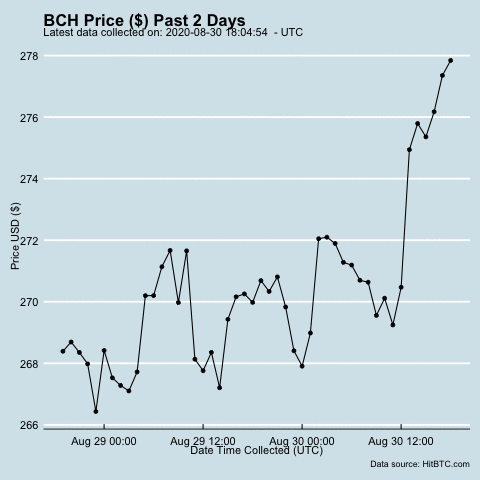 BCH Price ($) Past 2 Days
Latest data collected on: 2020-08-30 18:04:54 - UTC
278
276
274
272
270
268
266
Price USD ($)
Aug 29 00:00 Aug 29 12:00 Aug 30 00:00 Aug 30 12:00
Date Time Collected (UTC)
Data source: HitBTC.com